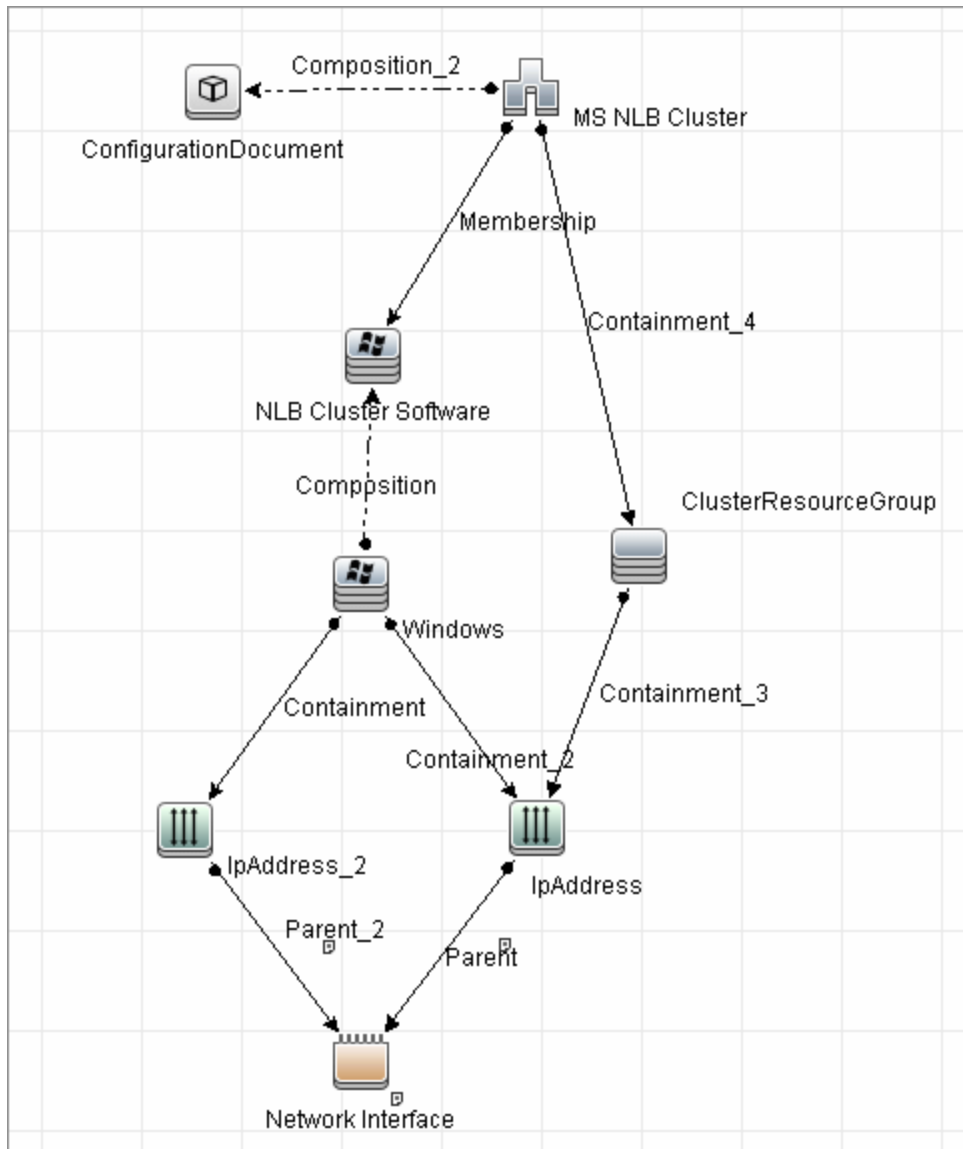 Composition_2
MS NLB Cluster
ConfigurationDocument
Membership
Containment_4
NLB Cluster Software
Composition
ClusterResourceGroup
Windows
Containment_3
Containment
Containment_2
IpAddress_2
IpAddress
Parent_2
Parent
Network Interface